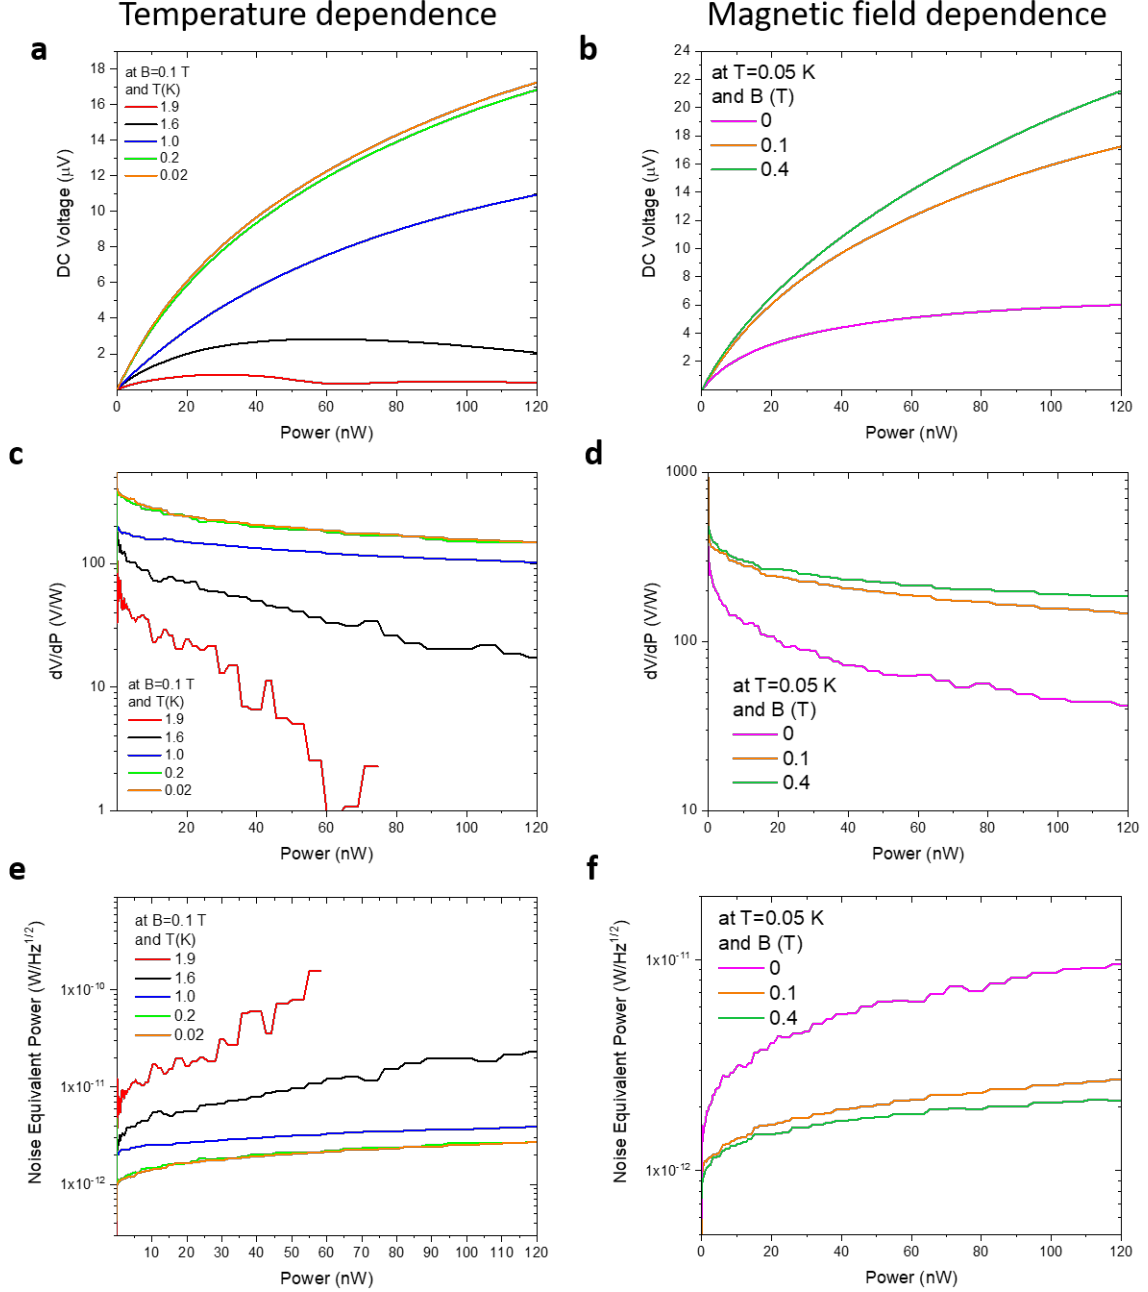 Temperature dependence
Magnetic field dependence
a
18
16
14
12
10
8
6
4
2
DC Voltage (μV)
at B=0.1 T
and T(K)
1.9
1.6
1.0
0.2
0.02
0 20 40 60 80 100 120
Power (nW)
b
24
22
20
18
16
14
12
10
8
6
4
2
DC Voltage (μV)
at T=0.05 K
and B (T)
0
0.1
0.4
0 20 40 60 80 100 120
Power (nW)
c
100
10
1
dV/dP (V/W)
at B=0.1 T
and T(K)
1.9
1.6
1.0
0.2
0.02
20 40 60 80 100 120
Power (nW)
d
1000
100
10
dV/dP (V/W)
at T=0.05 K
and B (T)
0
0.1
0.4
0 20 40 60 80 100 120
Power (nW)
e
1x10⁻¹⁰
1x10⁻¹¹
1x10⁻¹²
Noise Equivalent Power (W/Hz¹ᐟ²)
at B=0.1 T
and T(K)
1.9
1.6
1.0
0.2
0.02
10 20 30 40 50 60 70 80 90 100 110 120
Power (nW)
f
1x10⁻¹¹
1x10⁻¹²
Noise Equivalent Power (W/Hz¹ᐟ²)
at T=0.05 K
and B (T)
0
0.1
0.4
0 20 40 60 80 100 120
Power (nW)